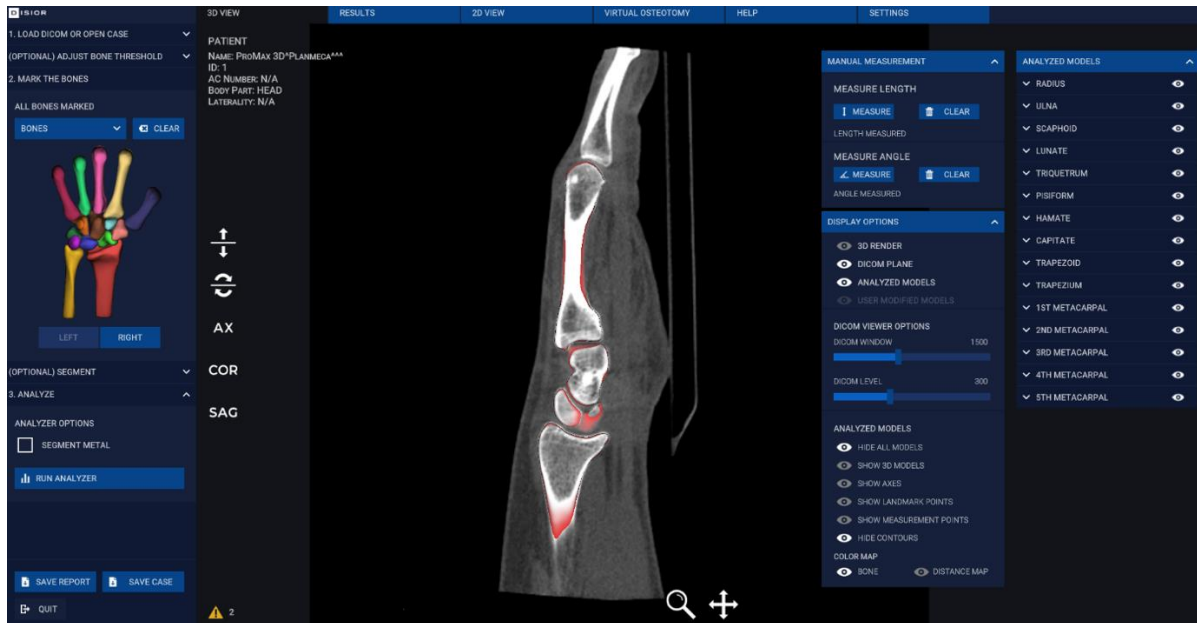 DISIOR
3D VIEW
RESULTS
2D VIEW
VIRTUAL OSTEOTOMY
HELP
SETTINGS
1. LOAD DICOM OR OPEN CASE
(OPTIONAL) ADJUST BONE THRESHOLD
2. MARK THE BONES
ALL BONES MARKED
BONES
CLEAR
LEFT
RIGHT
(OPTIONAL) SEGMENT
3. ANALYZE
ANALYZER OPTIONS
SEGMENT METAL
RUN ANALYZER
SAVE REPORT
SAVE CASE
QUIT
PATIENT
NAME: PROMAX 3D^PLANMECA^^^
ID: 1
AC NUMBER: N/A
BODY PART: HEAD
LATERALITY: N/A
AX
COR
SAG
2
MANUAL MEASUREMENT
MEASURE LENGTH
MEASURE
CLEAR
LENGTH MEASURED
MEASURE ANGLE
MEASURE
CLEAR
ANGLE MEASURED
DISPLAY OPTIONS
3D RENDER
DICOM PLANE
ANALYZED MODELS
USER MODIFIED MODELS
DICOM VIEWER OPTIONS
DICOM WINDOW 1500
DICOM LEVEL 300
ANALYZED MODELS
HIDE ALL MODELS
SHOW 3D MODELS
SHOW AXES
SHOW LANDMARK POINTS
SHOW MEASUREMENT POINTS
HIDE CONTOURS
COLOR MAP
BONE
DISTANCE MAP
ANALYZED MODELS
RADIUS
ULNA
SCAPHOID
LUNATE
TRIQUETRUM
PISIFORM
HAMATE
CAPITATE
TRAPEZOID
TRAPEZIUM
1ST METACARPAL
2ND METACARPAL
3RD METACARPAL
4TH METACARPAL
5TH METACARPAL